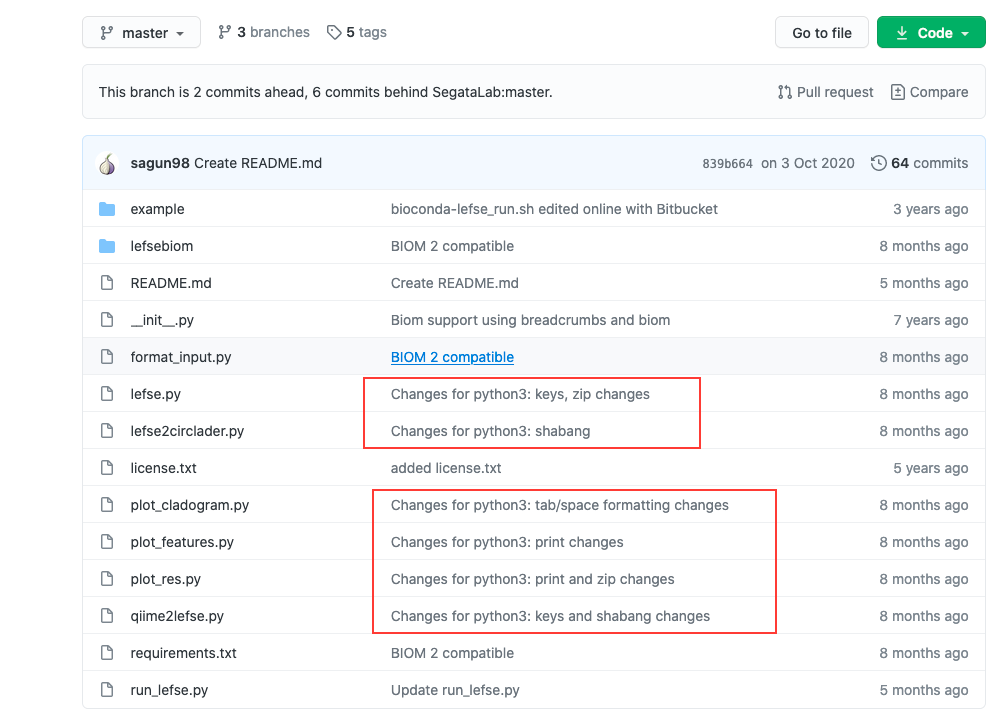 master 3 branches 5 tags Go to file Code
This branch is 2 commits ahead, 6 commits behind SegataLab:master. Pull request Compare
sagun98 Create README.md 839b664 on 3 Oct 2020 64 commits
example bioconda-lefse_run.sh edited online with Bitbucket 3 years ago
lefsebiom BIOM 2 compatible 8 months ago
README.md Create README.md 5 months ago
__init__.py Biom support using breadcrumbs and biom 7 years ago
format_input.py BIOM 2 compatible 8 months ago
lefse.py Changes for python3: keys, zip changes 8 months ago
lefse2circlader.py Changes for python3: shabang 8 months ago
license.txt added license.txt 5 years ago
plot_cladogram.py Changes for python3: tab/space formatting changes 8 months ago
plot_features.py Changes for python3: print changes 8 months ago
plot_res.py Changes for python3: print and zip changes 8 months ago
qiime2lefse.py Changes for python3: keys and shabang changes 8 months ago
requirements.txt BIOM 2 compatible 8 months ago
run_lefse.py Update run_lefse.py 5 months ago